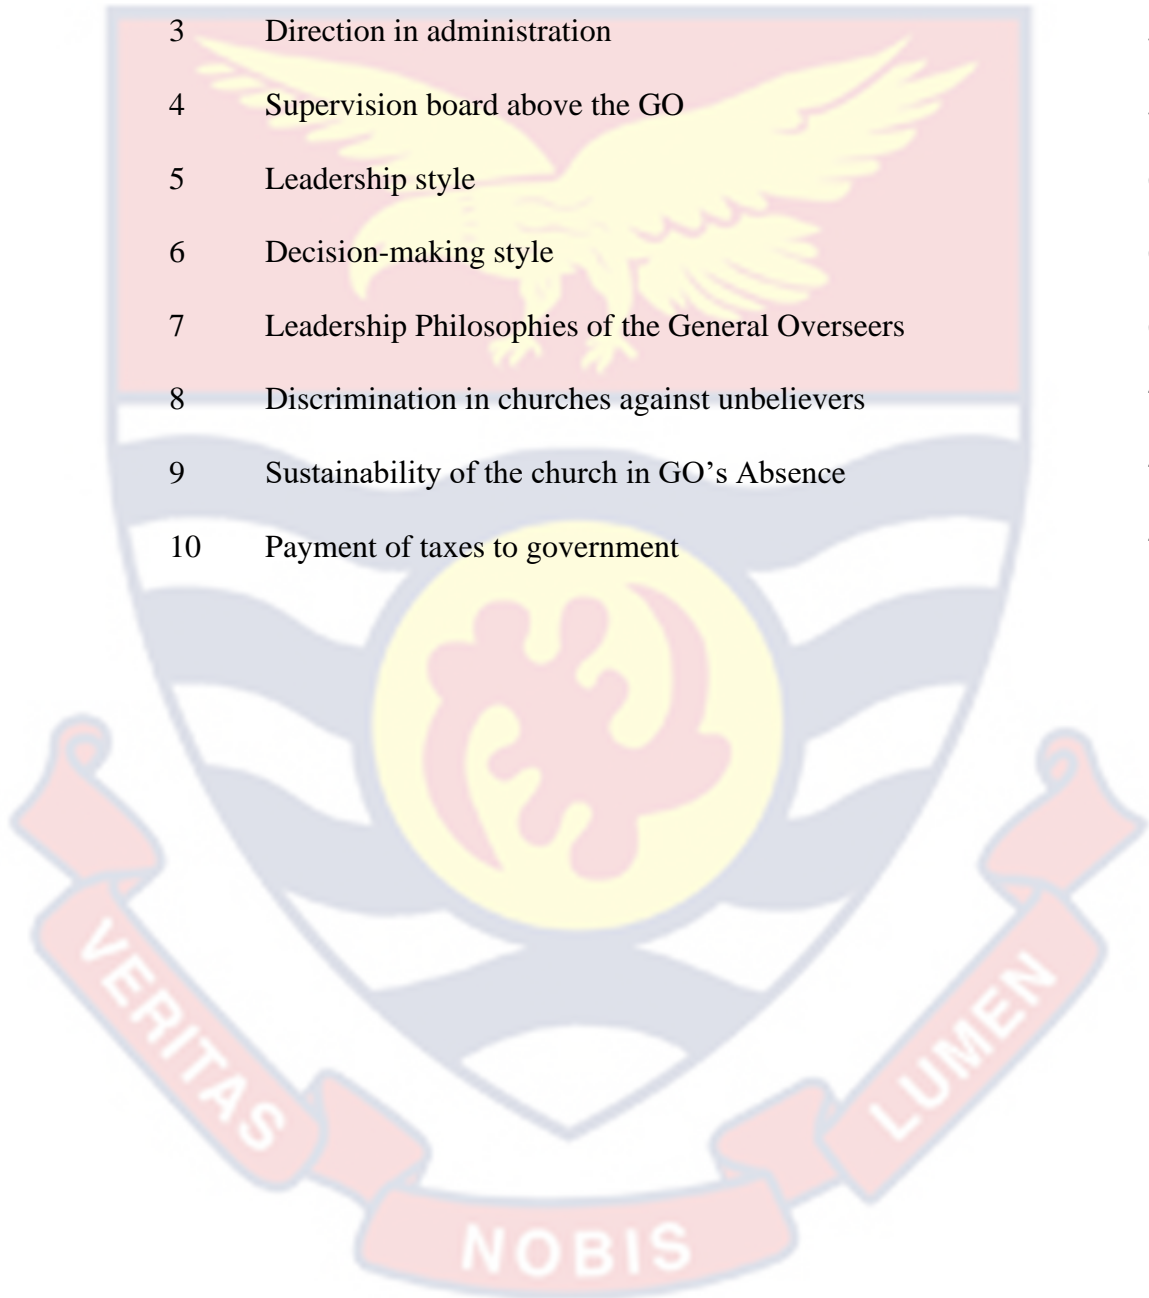 3 Direction in administration
4 Supervision board above the GO
5 Leadership style
6 Decision-making style
7 Leadership Philosophies of the General Overseers
8 Discrimination in churches against unbelievers
9 Sustainability of the church in GO’s Absence
10 Payment of taxes to government
VERITAS
NOBIS
LUMEN